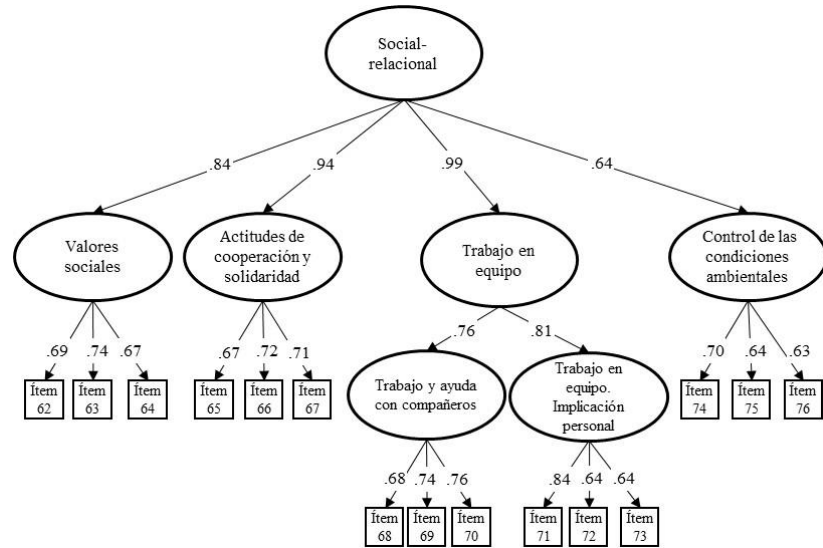 Social-
relacional
.84
.94
.99
.64
Valores
sociales
Actitudes de
cooperación y
solidaridad
Trabajo en
equipo
Control de las
condiciones
ambientales
.69
.74
.67
.67
.72
.71
.76
.81
.70
.64
.63
Ítem
62
Ítem
63
Ítem
64
Ítem
65
Ítem
66
Ítem
67
Trabajo y ayuda
con compañeros
Trabajo en
equipo.
Implicación
personal
Ítem
74
Ítem
75
Ítem
76
.68
.74
.76
.84
.64
.64
Ítem
68
Ítem
69
Ítem
70
Ítem
71
Ítem
72
Ítem
73